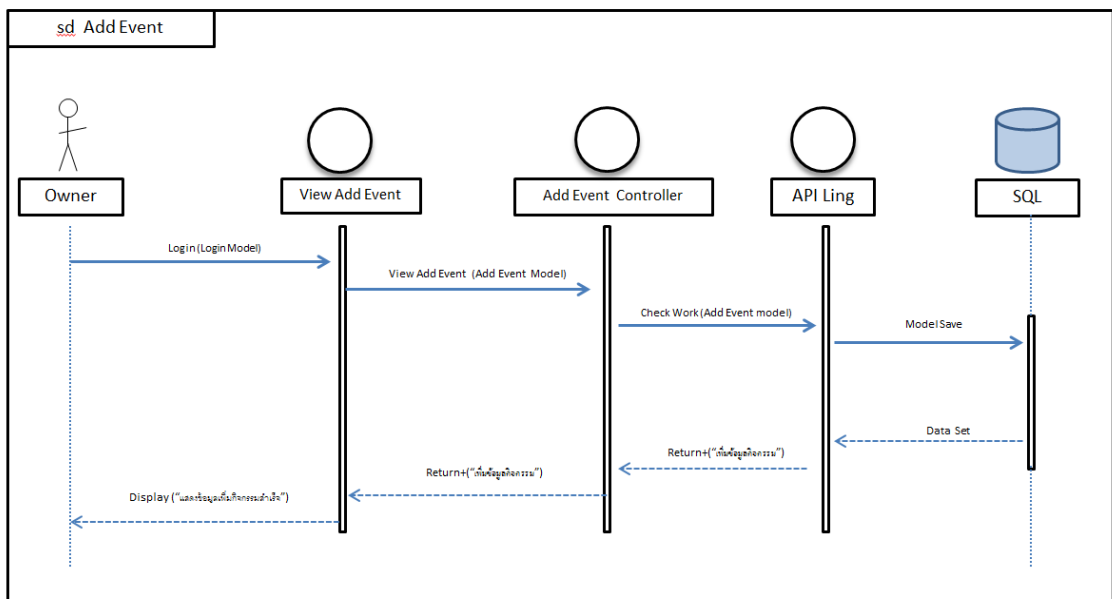 sd Add Event
Owner
View Add Event
Add Event Controller
API Ling
SQL
Login (Login Model)
View Add Event (Add Event Model)
Check Work (Add Event model)
Model Save
Data Set
Return+("เพิ่มข้อมูลกิจกรรม")
Return+("เพิ่มข้อมูลกิจกรรม")
Display ("แสดงข้อมูลเพิ่มกิจกรรมสำเร็จ")